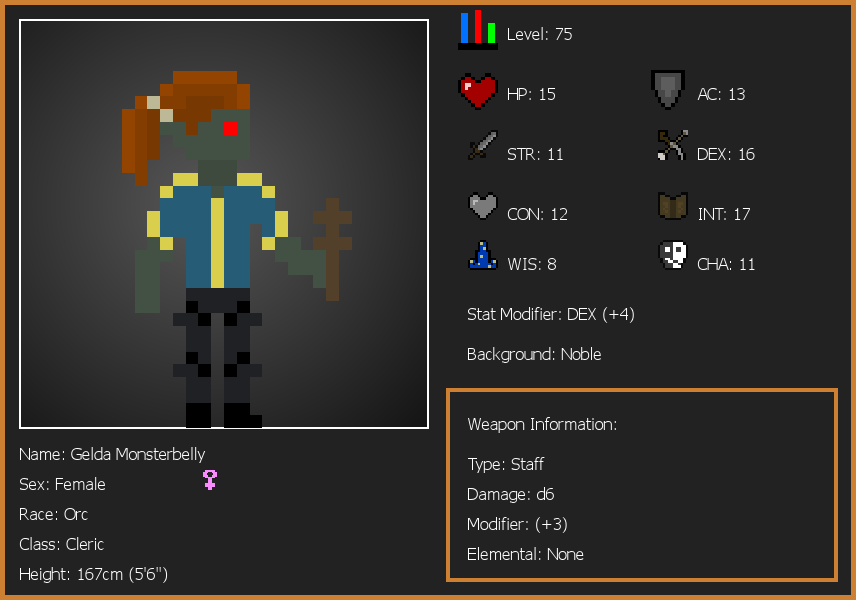 Level: 75
HP: 15
AC: 13
STR: 11
DEX: 16
CON: 12
INT: 17
WIS: 8
CHA: 11
Stat Modifier: DEX (+4)
Background: Noble
Weapon Information:
Type: Staff
Damage: d6
Modifier: (+3)
Elemental: None
Name: Gelda Monsterbelly
Sex: Female
Race: Orc
Class: Cleric
Height: 167cm (5'6")